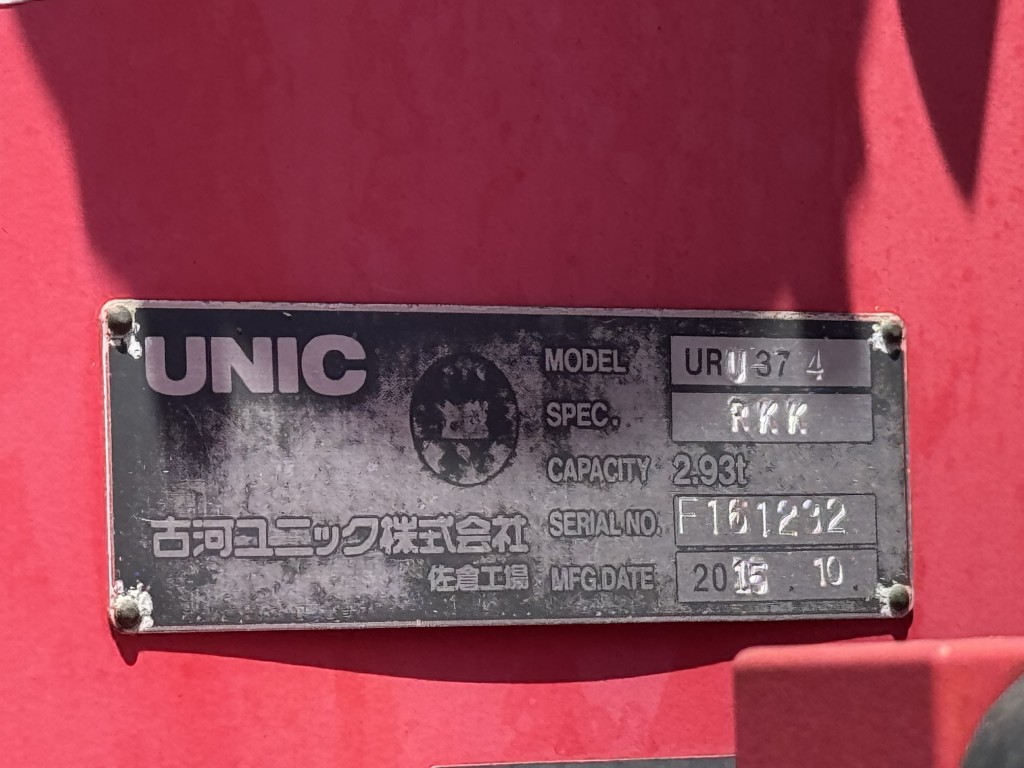 UNIC
MODEL URU374
SPEC. RKK
CAPACITY 2.93t
SERIAL NO.
MFG.DATE 2015.10.
古河ユニック株式会社
佐倉工場